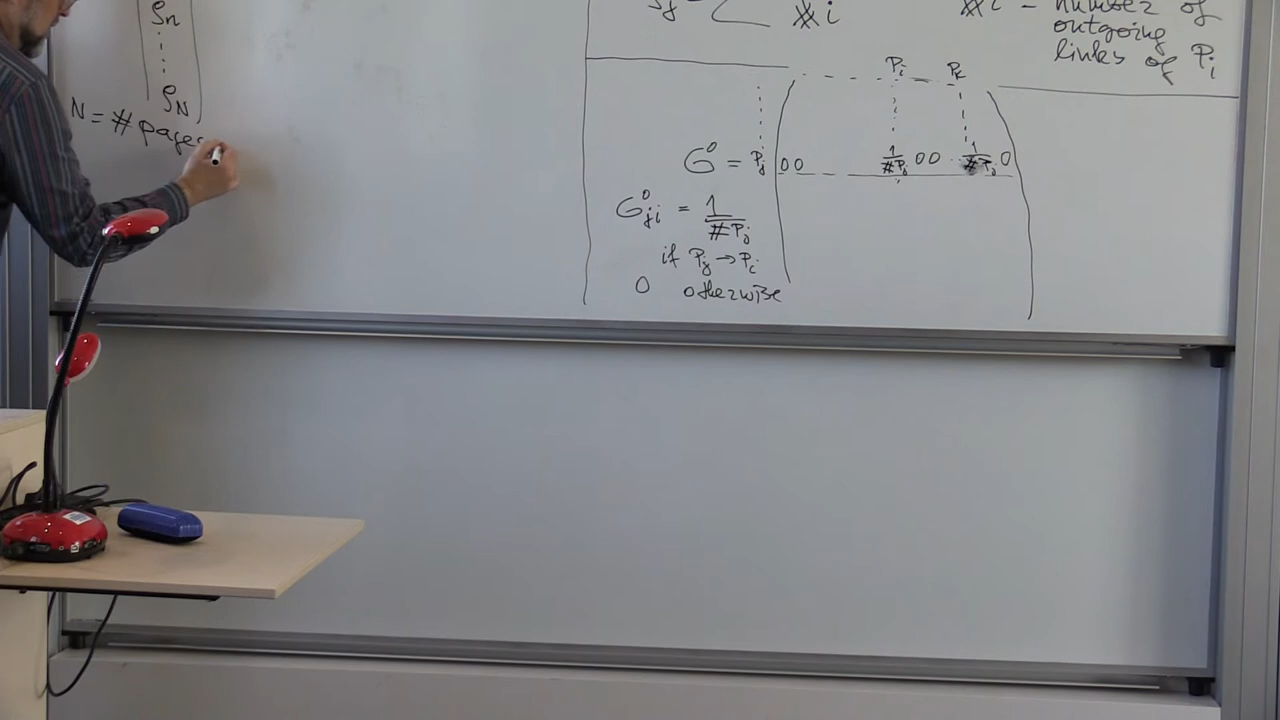 ρn
⋮
ρN
N = # pages
#i
#i - number of
outgoing
links of Pi
Pi Pk
G⁰ = Pj 0 0 1/#Pj 0 0 1/#Pj 0
G⁰ji = 1/#Pj
if Pj → Pi
0 otherwise